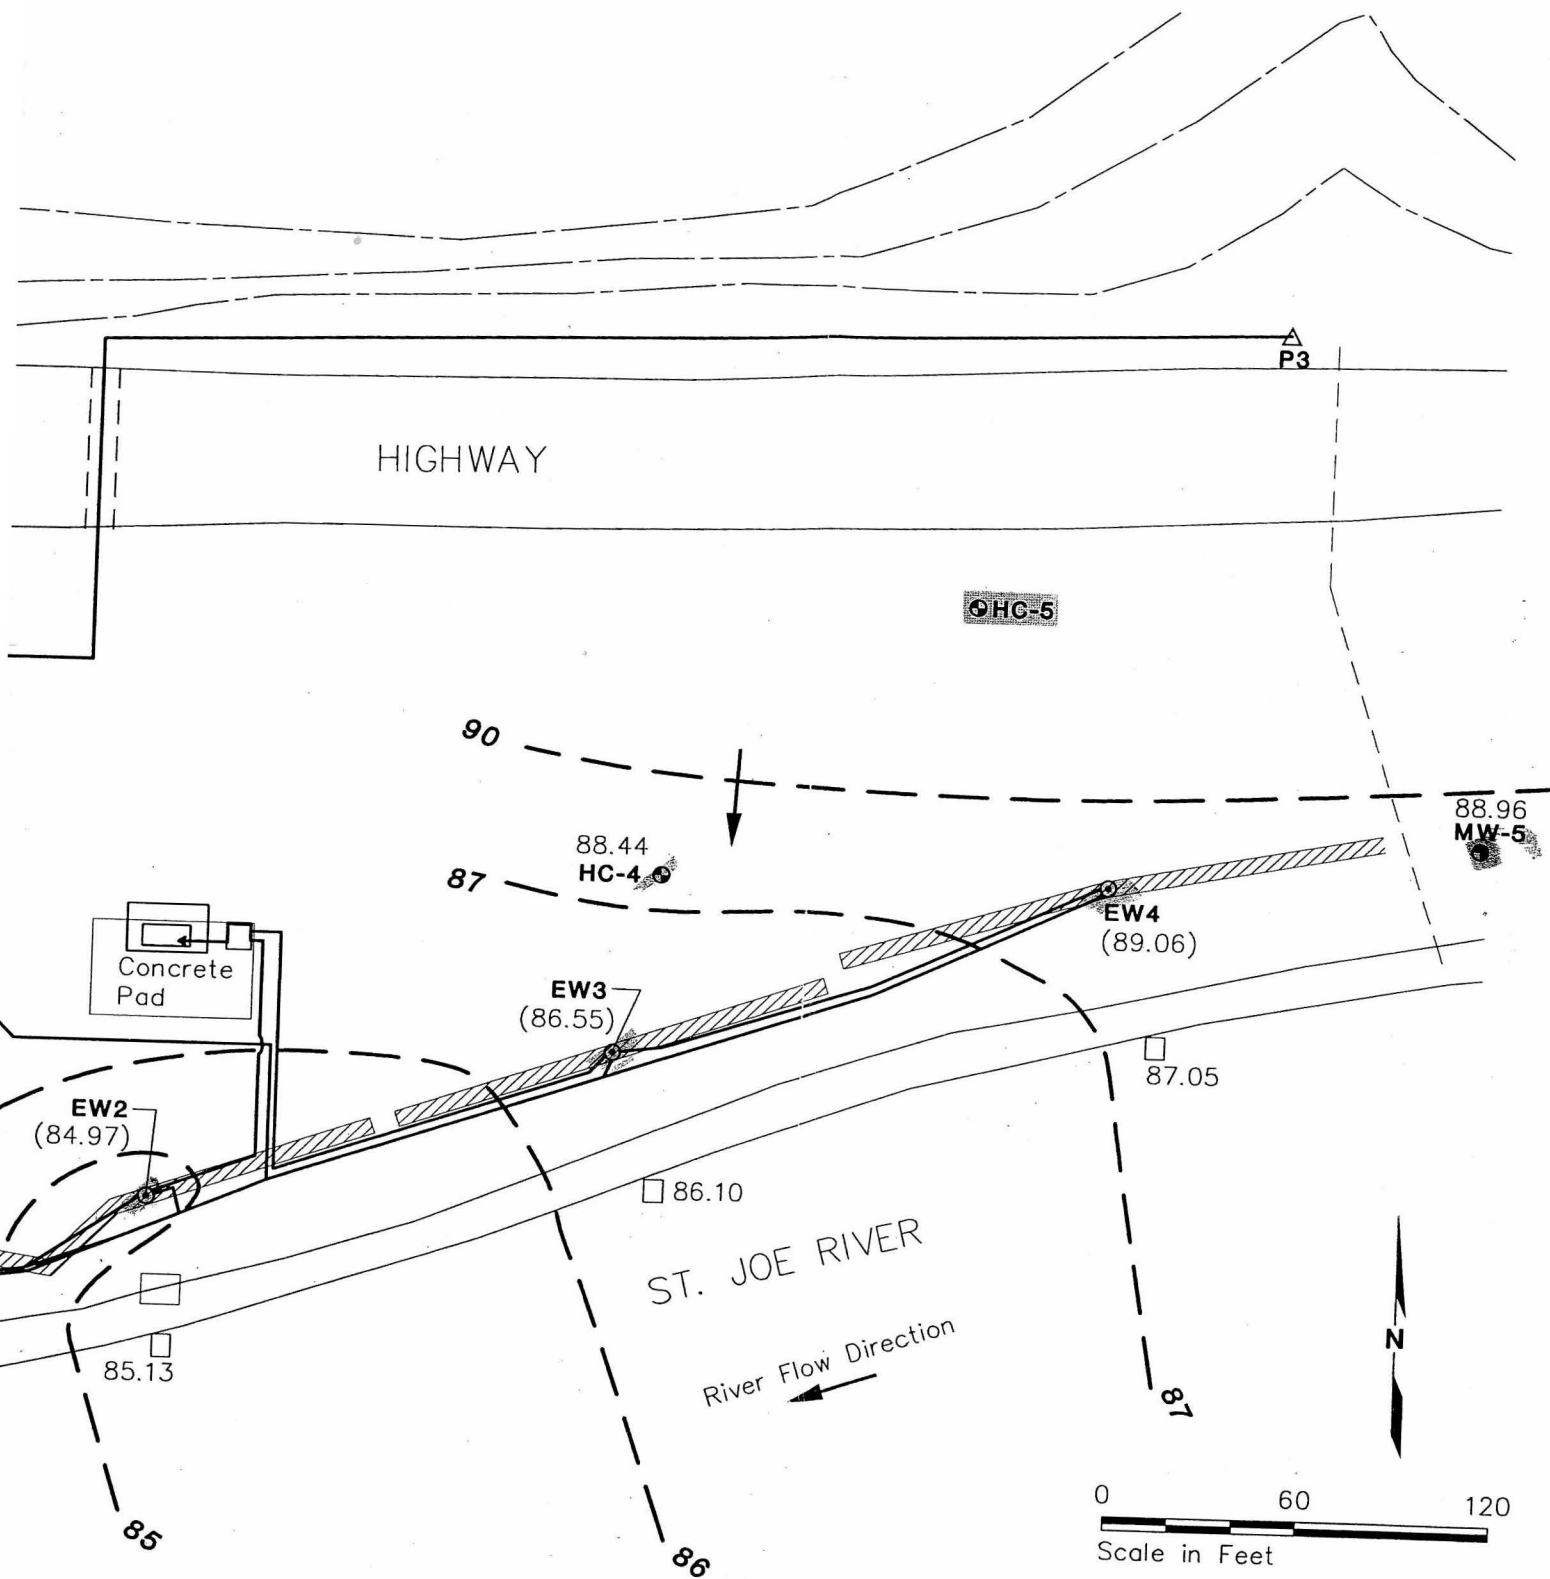 P3
HIGHWAY
HC-5
90
88.44
HC-4
88.96
MW-5
87
EW4
(89.06)
Concrete
Pad
EW3
(86.55)
87.05
EW2
(84.97)
86.10
ST. JOE RIVER
85.13
River Flow Direction
N
87
85
86
0 60 120
Scale in Feet